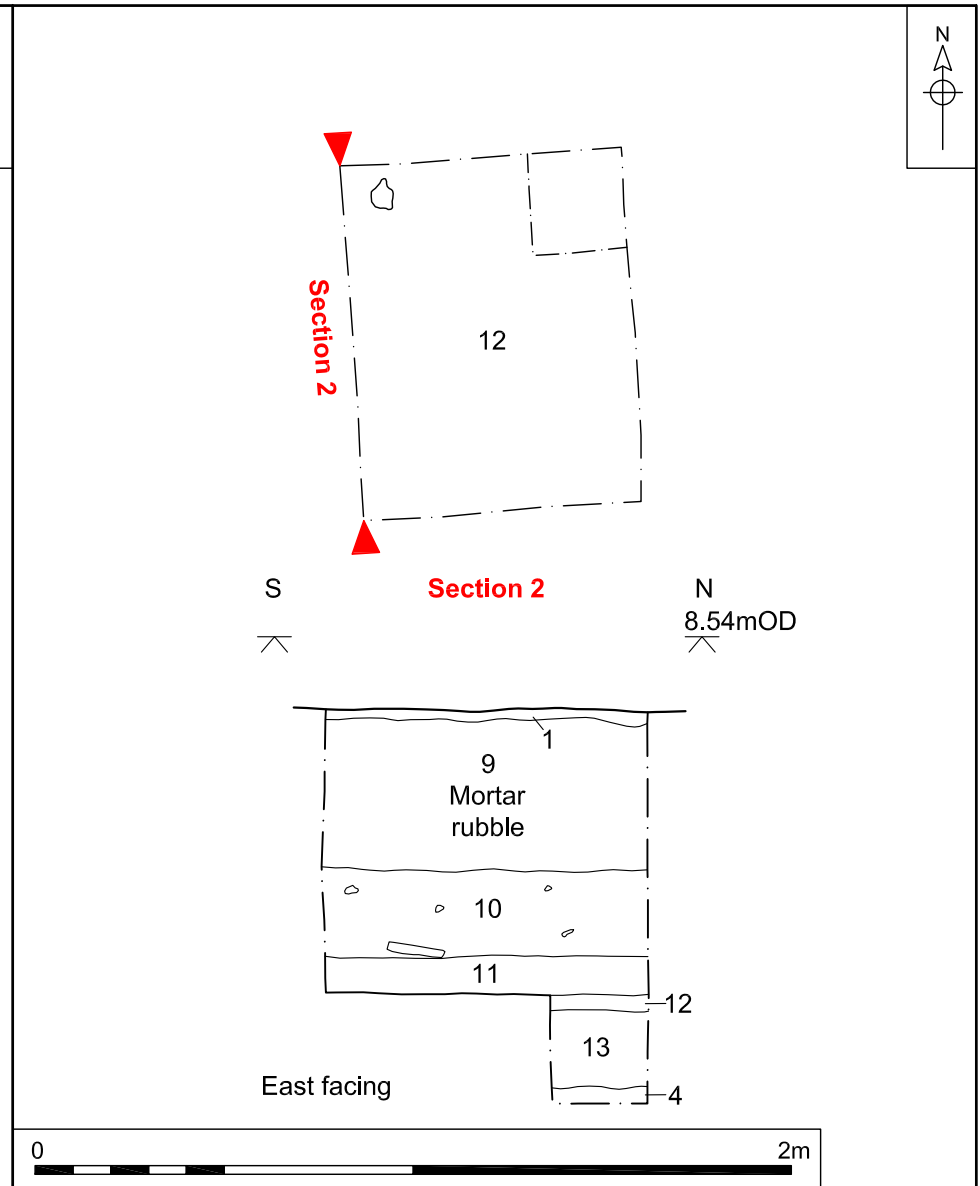 N
Section 2
12
S
Section 2
N
8.54mOD
1
9
Mortar
rubble
10
11
12
13
East facing
4
0
2m